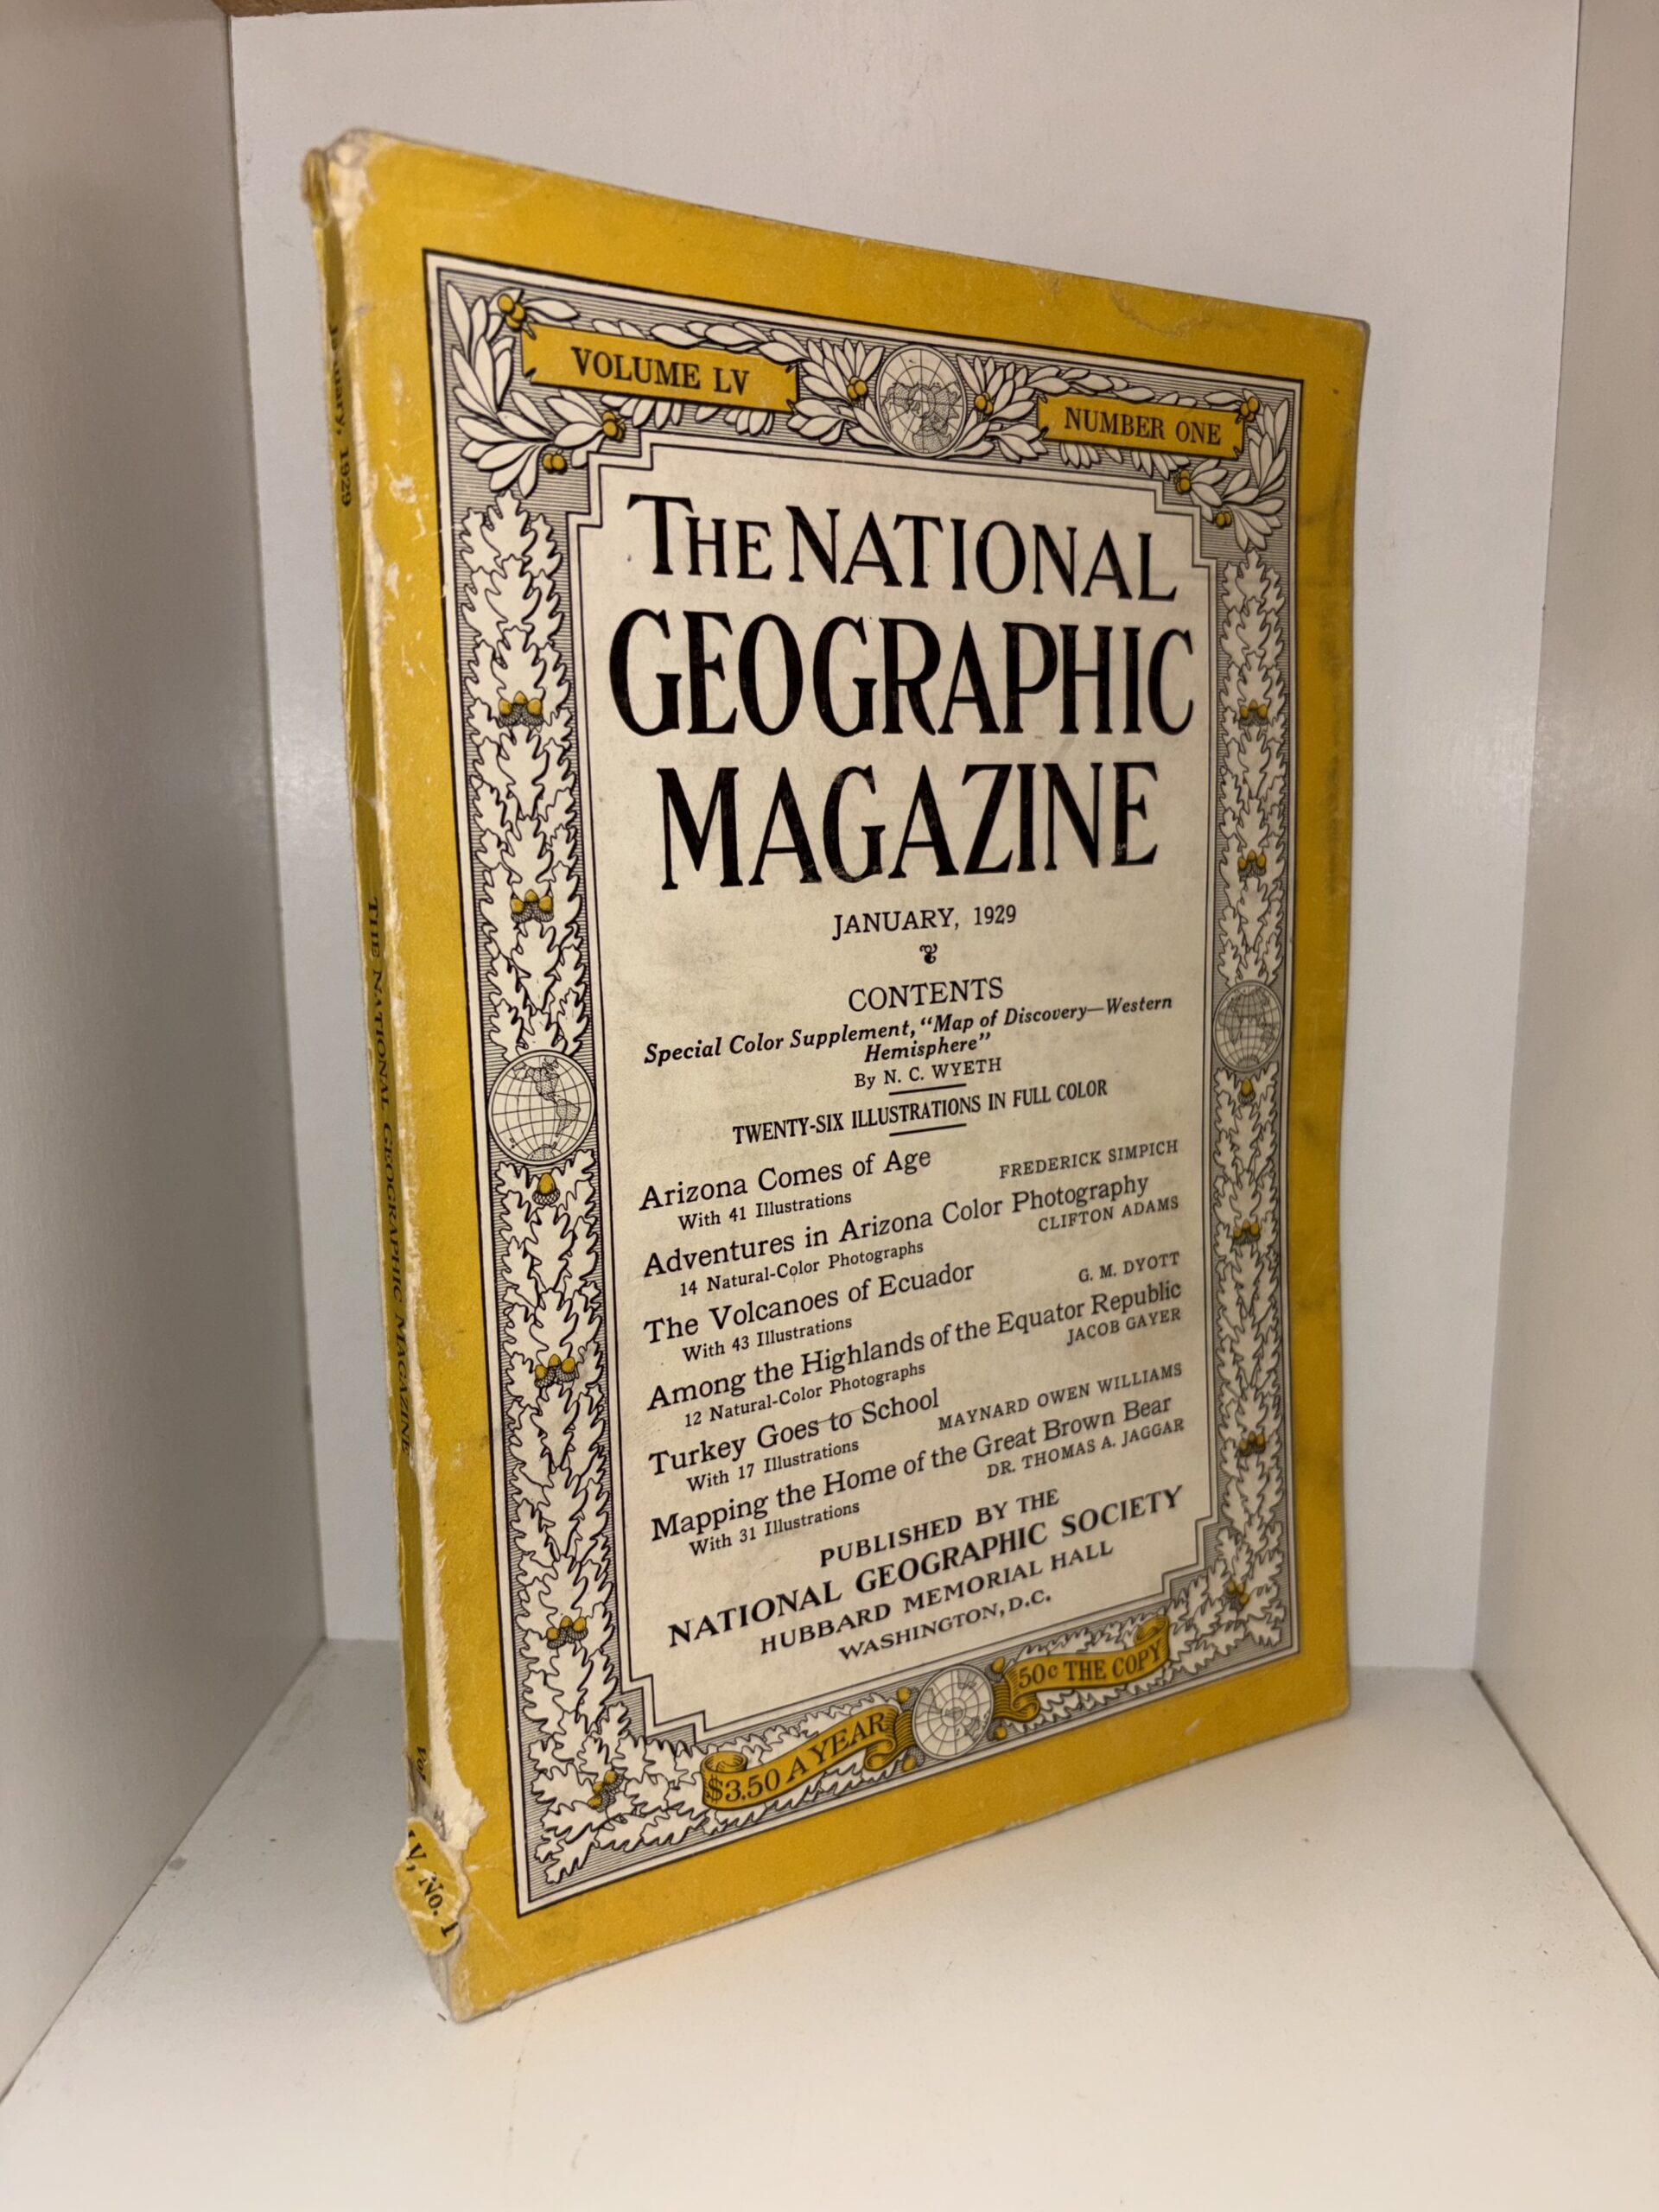 VOLUME LV
NUMBER ONE
THE NATIONAL
GEOGRAPHIC
MAGAZINE
JANUARY, 1929
CONTENTS
Special Color Supplement, "Map of Discovery—Western
Hemisphere"
By N. C. WYETH
TWENTY-SIX ILLUSTRATIONS IN FULL COLOR
Arizona Comes of Age
With 41 Illustrations
FREDERICK SIMPICH
Adventures in Arizona Color Photography
14 Natural-Color Photographs
CLIFTON ADAMS
The Volcanoes of Ecuador
With 43 Illustrations
G. M. DYOTT
Among the Highlands of the Equator Republic
12 Natural-Color Photographs
JACOB GAYER
Turkey Goes to School
With 17 Illustrations
MAYNARD OWEN WILLIAMS
Mapping the Home of the Great Brown Bear
With 31 Illustrations
DR. THOMAS A. JAGGAR
PUBLISHED BY THE
NATIONAL GEOGRAPHIC SOCIETY
HUBBARD MEMORIAL HALL
WASHINGTON, D.C.
$3.50 A YEAR
50c THE COPY
January, 1929
THE NATIONAL GEOGRAPHIC MAGAZINE
No. 1